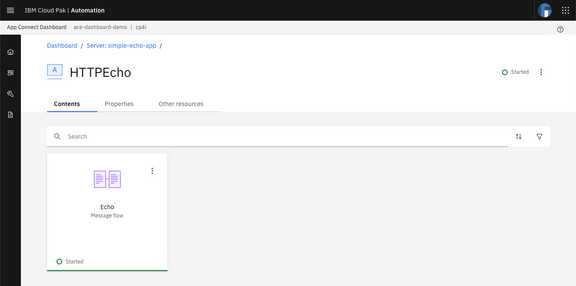 IBM Cloud Pak | Automation
App Connect Dashboard ace-dashboard-demo | cp4i
Dashboard / Server: simple-echo-app /
A HTTPEcho
Started
Contents Properties Other resources
Search
Echo
Message flow
Started